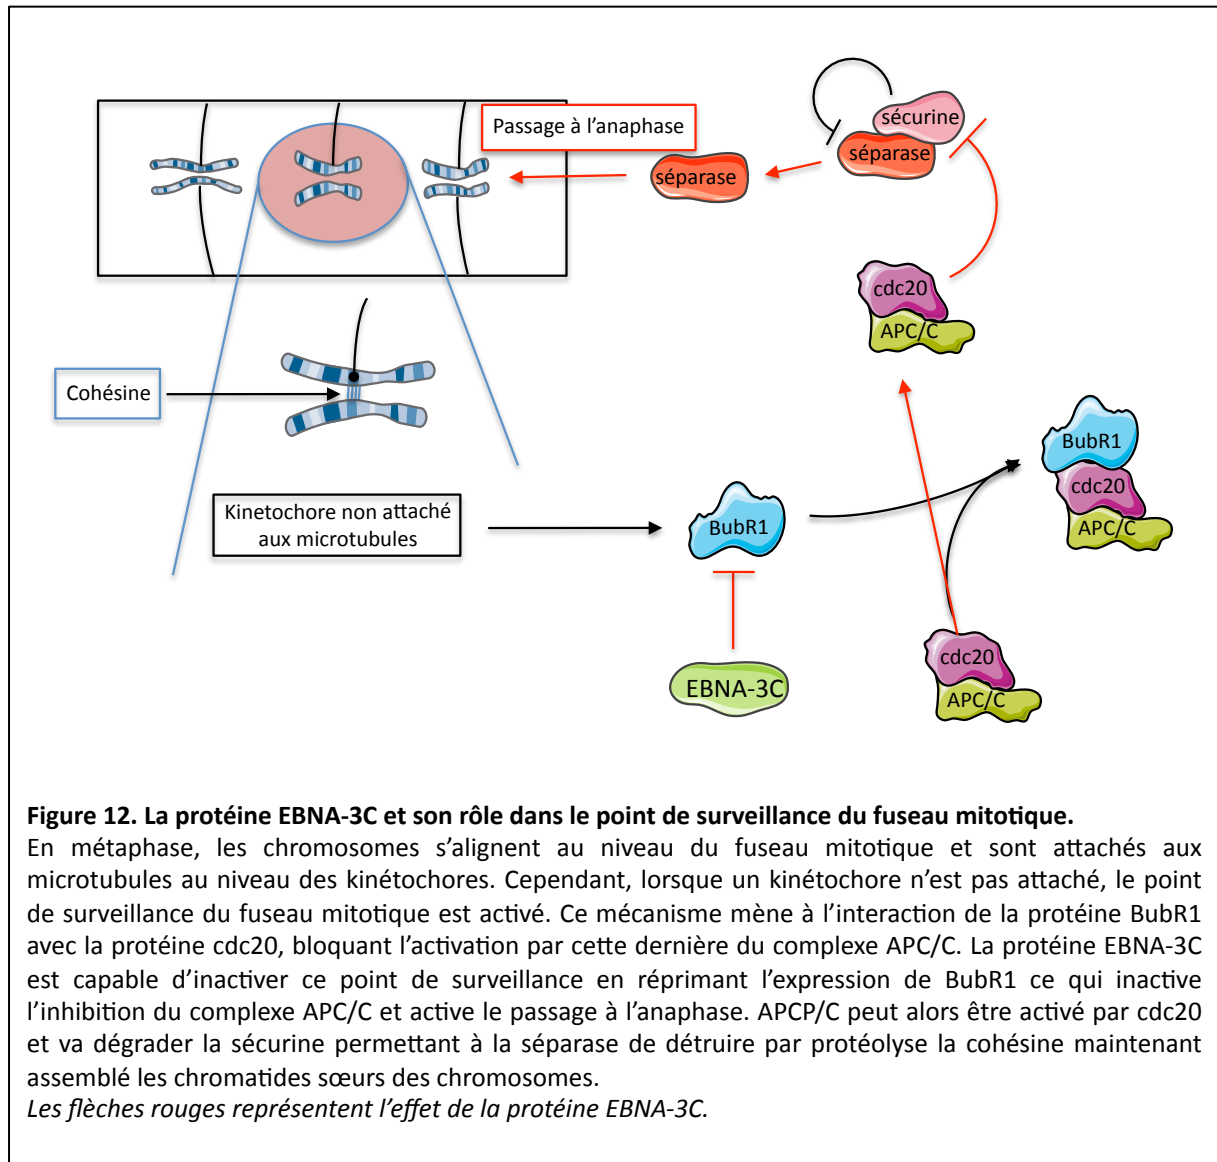 Passage à l’anaphase
sécurine
séparase
séparase
cdc20
APC/C
Cohésine
BubR1
cdc20
APC/C
Kinetochore non attaché
aux microtubules
BubR1
cdc20
APC/C
EBNA-3C
Figure 12. La protéine EBNA-3C et son rôle dans le point de surveillance du fuseau mitotique.
En métaphase, les chromosomes s’alignent au niveau du fuseau mitotique et sont attachés aux
microtubules au niveau des kinétochores. Cependant, lorsque un kinétochore n’est pas attaché, le point
de surveillance du fuseau mitotique est activé. Ce mécanisme mène à l’interaction de la protéine BubR1
avec la protéine cdc20, bloquant l’activation par cette dernière du complexe APC/C. La protéine EBNA-3C
est capable d’inactiver ce point de surveillance en réprimant l’expression de BubR1 ce qui inactive
l’inhibition du complexe APC/C et active le passage à l’anaphase. APCP/C peut alors être activé par cdc20
et va dégrader la sécurine permettant à la séparase de détruire par protéolyse la cohésine maintenant
assemblé les chromatides sœurs des chromosomes.
Les flèches rouges représentent l’effet de la protéine EBNA-3C.